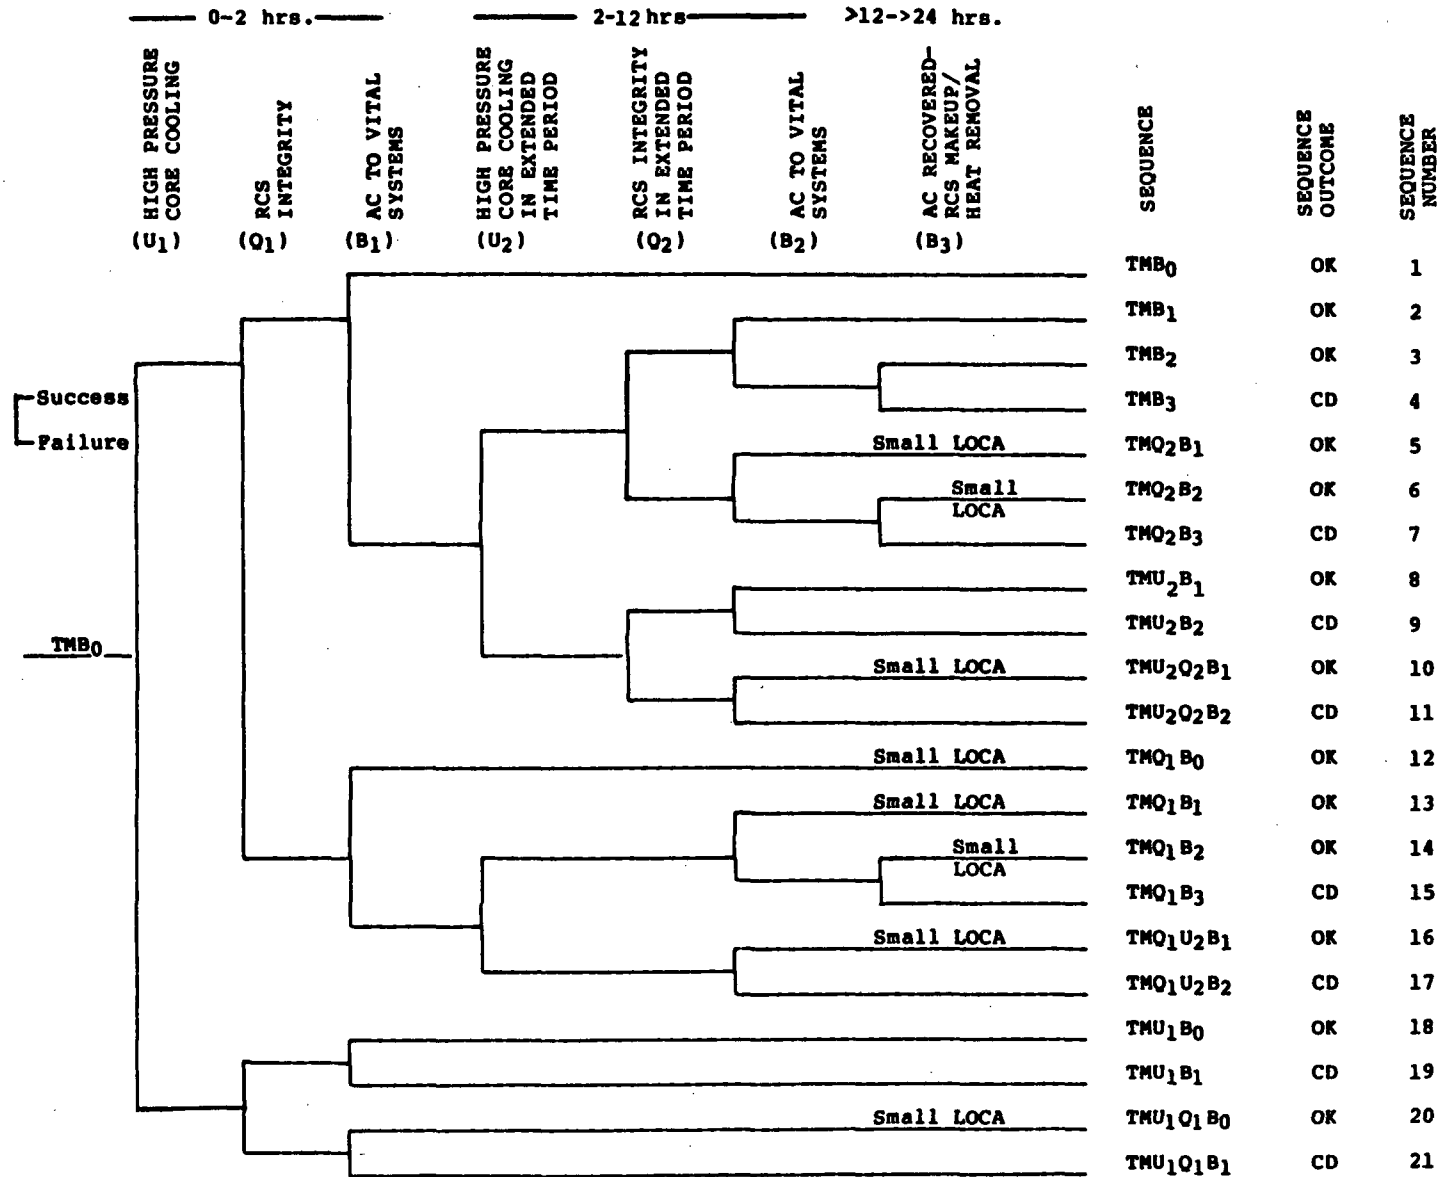 0-2 hrs.
2-12 hrs
>12->24 hrs.
HIGH PRESSURE
CORE COOLING
(U1)
RCS
INTEGRITY
(Q1)
AC TO VITAL
SYSTEMS
(B1)
HIGH PRESSURE
CORE COOLING
IN EXTENDED
TIME PERIOD
(U2)
RCS INTEGRITY
IN EXTENDED
TIME PERIOD
(Q2)
AC TO VITAL
SYSTEMS
(B2)
AC RECOVERED-
RCS MAKEUP/
HEAT REMOVAL
(B3)
SEQUENCE
SEQUENCE
OUTCOME
SEQUENCE
NUMBER
TMB0 OK 1
TMB1 OK 2
TMB2 OK 3
Success
TMB3 CD 4
Failure
Small LOCA TMQ2B1 OK 5
Small
LOCA
TMQ2B2 OK 6
TMQ2B3 CD 7
TMU2B1 OK 8
TMU2B2 CD 9
TMB0
Small LOCA TMU2Q2B1 OK 10
TMU2Q2B2 CD 11
Small LOCA TMQ1B0 OK 12
Small LOCA TMQ1B1 OK 13
Small
LOCA
TMQ1B2 OK 14
TMQ1B3 CD 15
Small LOCA TMQ1U2B1 OK 16
TMQ1U2B2 CD 17
TMU1B0 OK 18
TMU1B1 CD 19
Small LOCA TMU1Q1B0 OK 20
TMU1Q1B1 CD 21